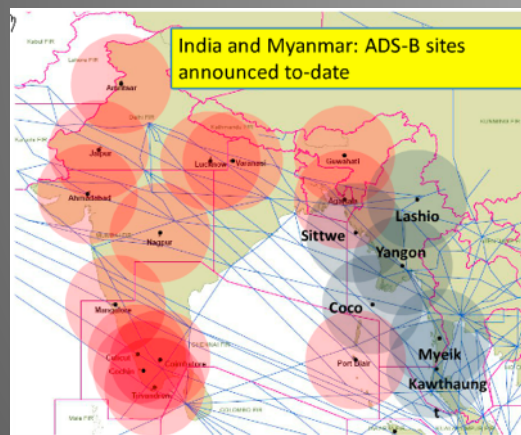 India and Myanmar: ADS-B sites
announced to-date
Amritsar
Jaipur
Lucknow
Varanasi
Guwahati
Ahmadabad
Agartala
Lashio
Nagpur
Sittwe
Yangon
Mangalore
Coco
Calicut
Coimbatore
Port Blair
Myeik
Cochin
Kawthaung
Trivandrum
t